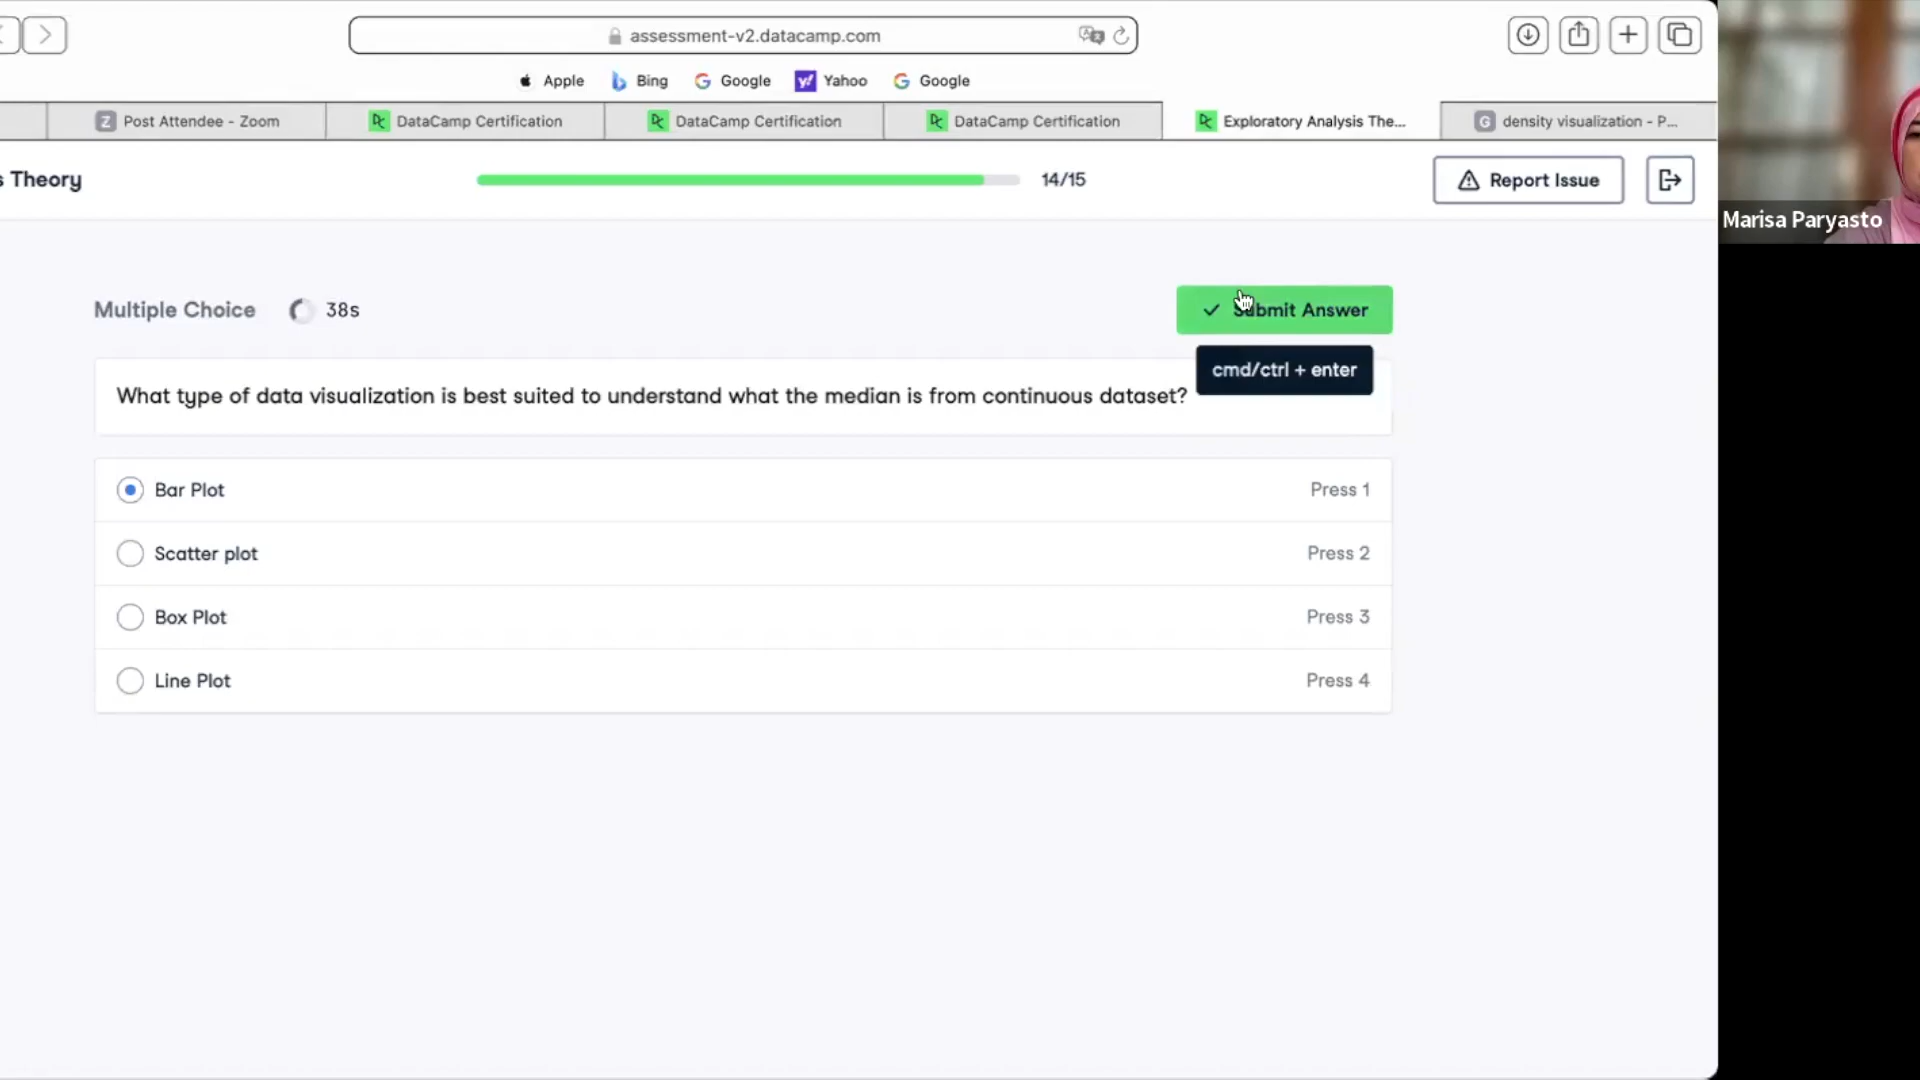 assessment-v2.datacamp.com
Apple Bing Google Yahoo Google
Post Attendee - Zoom DataCamp Certification DataCamp Certification DataCamp Certification Exploratory Analysis The... density visualization - P...
s Theory 14/15 Report Issue
Marisa Paryasto
Multiple Choice 38s Submit Answer
cmd/ctrl + enter
What type of data visualization is best suited to understand what the median is from continuous dataset?
Bar Plot Press 1
Scatter plot Press 2
Box Plot Press 3
Line Plot Press 4